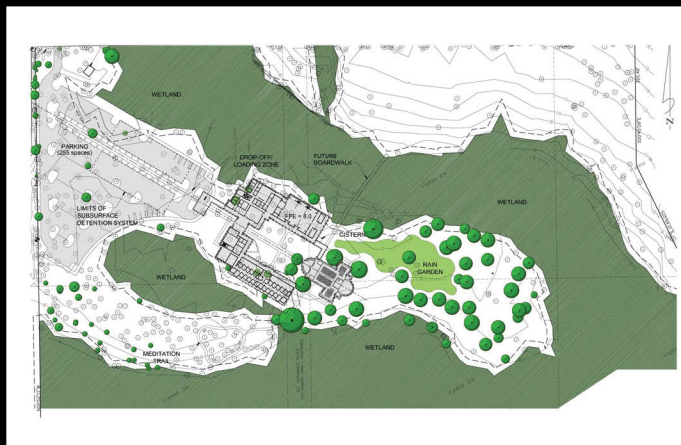 WETLAND
PARKING
(255 spaces)
DROP-OFF/
LOADING ZONE
FUTURE
BOARDWALK
WETLAND
LIMITS OF
SUBSURFACE
DETENTION SYSTEM
FFE = 8.0
CISTERN
RAIN
GARDEN
WETLAND
MEDITATION
TRAIL
WETLAND